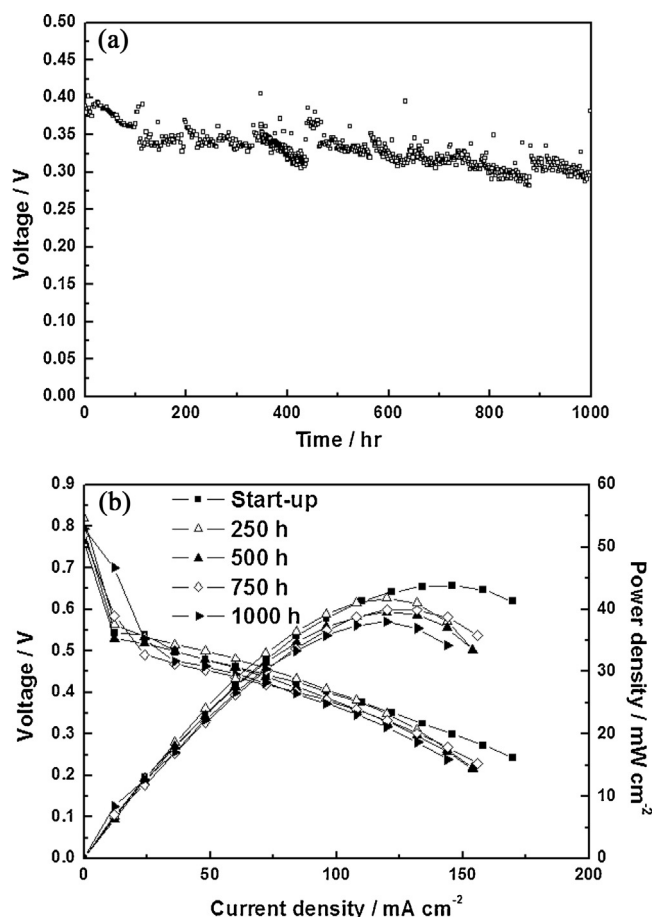 (a)
Voltage / V
0.50
0.45
0.40
0.35
0.30
0.25
0.20
0.15
0.10
0.05
0.00
0 200 400 600 800 1000
Time / hr
(b)
Start-up
250 h
500 h
750 h
1000 h
Voltage / V
0.9
0.8
0.7
0.6
0.5
0.4
0.3
0.2
0.1
0.0
60
50
40
30
20
10
0
Power density / mW cm-2
0 50 100 150 200
Current density / mA cm-2